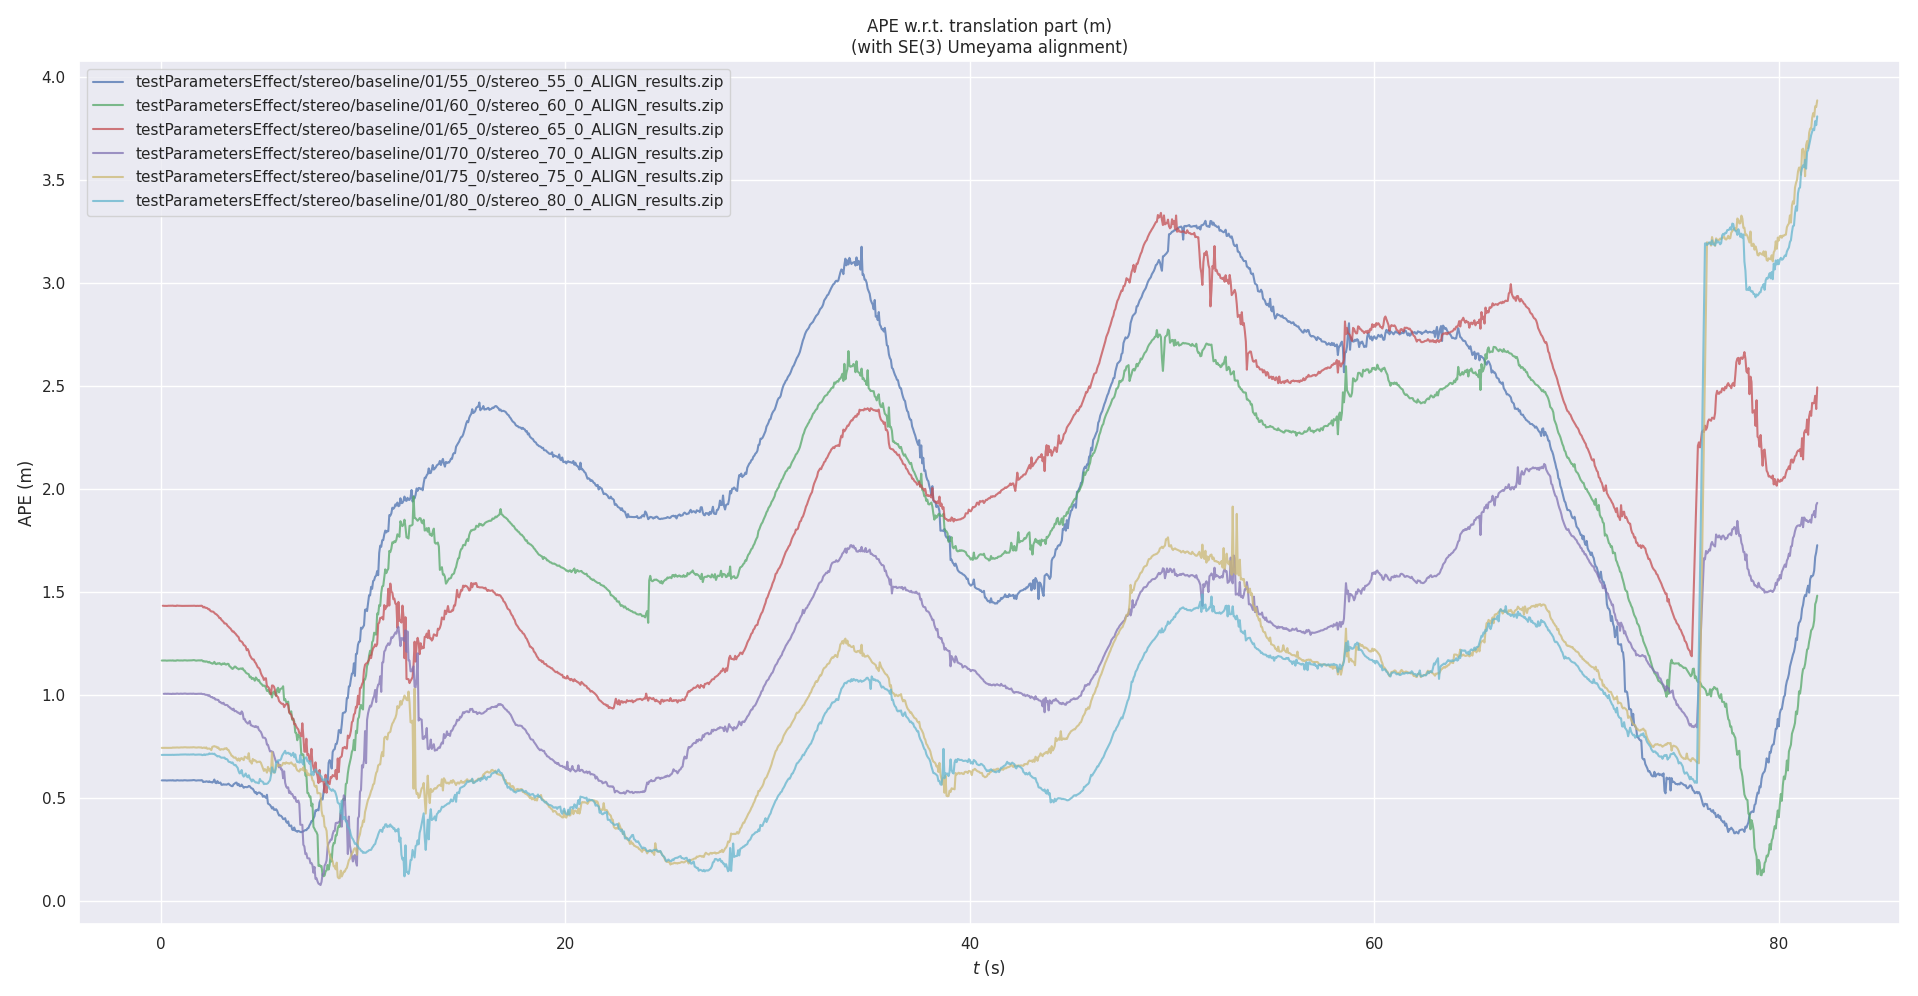 APE w.r.t. translation part (m)
(with SE(3) Umeyama alignment)
testParametersEffect/stereo/baseline/01/55_0/stereo_55_0_ALIGN_results.zip
testParametersEffect/stereo/baseline/01/60_0/stereo_60_0_ALIGN_results.zip
testParametersEffect/stereo/baseline/01/65_0/stereo_65_0_ALIGN_results.zip
testParametersEffect/stereo/baseline/01/70_0/stereo_70_0_ALIGN_results.zip
testParametersEffect/stereo/baseline/01/75_0/stereo_75_0_ALIGN_results.zip
testParametersEffect/stereo/baseline/01/80_0/stereo_80_0_ALIGN_results.zip
APE (m)
4.0
3.5
3.0
2.5
2.0
1.5
1.0
0.5
0.0
0
20
40
60
80
t (s)